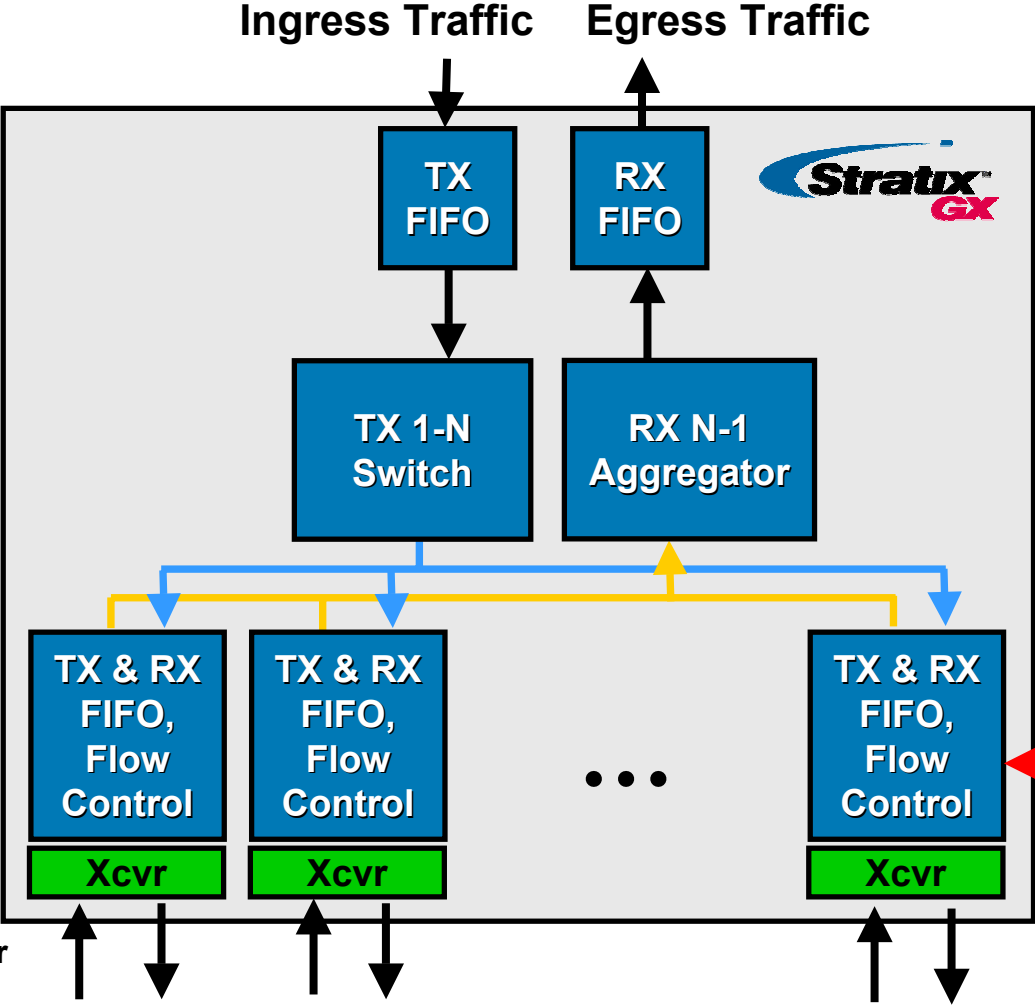 Ingress Traffic Egress Traffic
TX
FIFO
RX
FIFO
Stratix™
GX
TX 1-N
Switch
RX N-1
Aggregator
TX & RX
FIFO,
Flow
Control
TX & RX
FIFO,
Flow
Control
• • •
TX & RX
FIFO,
Flow
Control
Xcvr
Xcvr
Xcvr
r